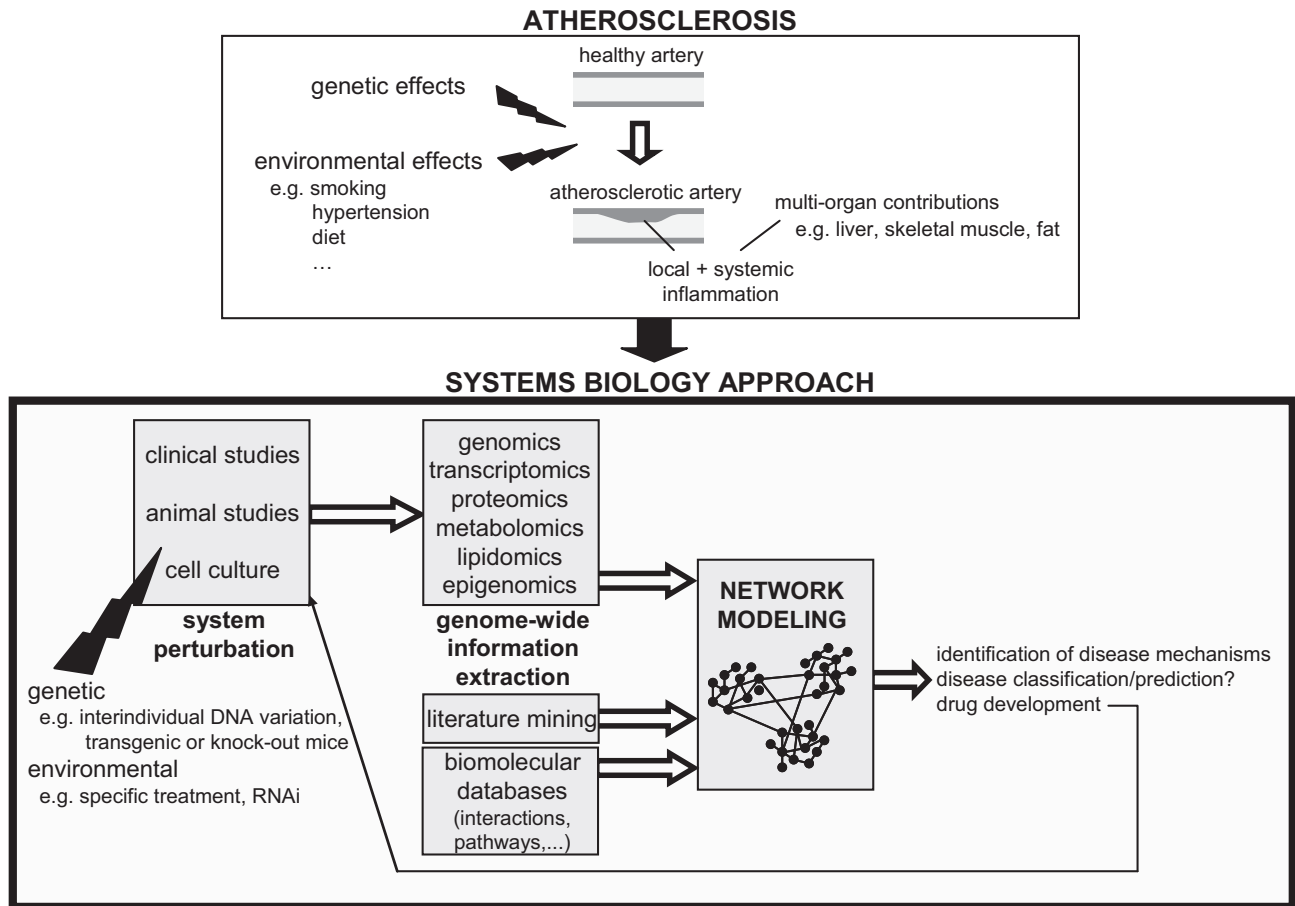 ATHEROSCLEROSIS
healthy artery
genetic effects
environmental effects
e.g. smoking
hypertension
diet
…
atherosclerotic artery
multi-organ contributions
e.g. liver, skeletal muscle, fat
local + systemic
inflammation
SYSTEMS BIOLOGY APPROACH
clinical studies
animal studies
cell culture
system
perturbation
genetic
e.g. interindividual DNA variation,
transgenic or knock-out mice
environmental
e.g. specific treatment, RNAi
genomics
transcriptomics
proteomics
metabolomics
lipidomics
epigenomics
genome-wide
information
extraction
literature mining
biomolecular
databases
(interactions,
pathways,...)
NETWORK
MODELING
identification of disease mechanisms
disease classification/prediction?
drug development